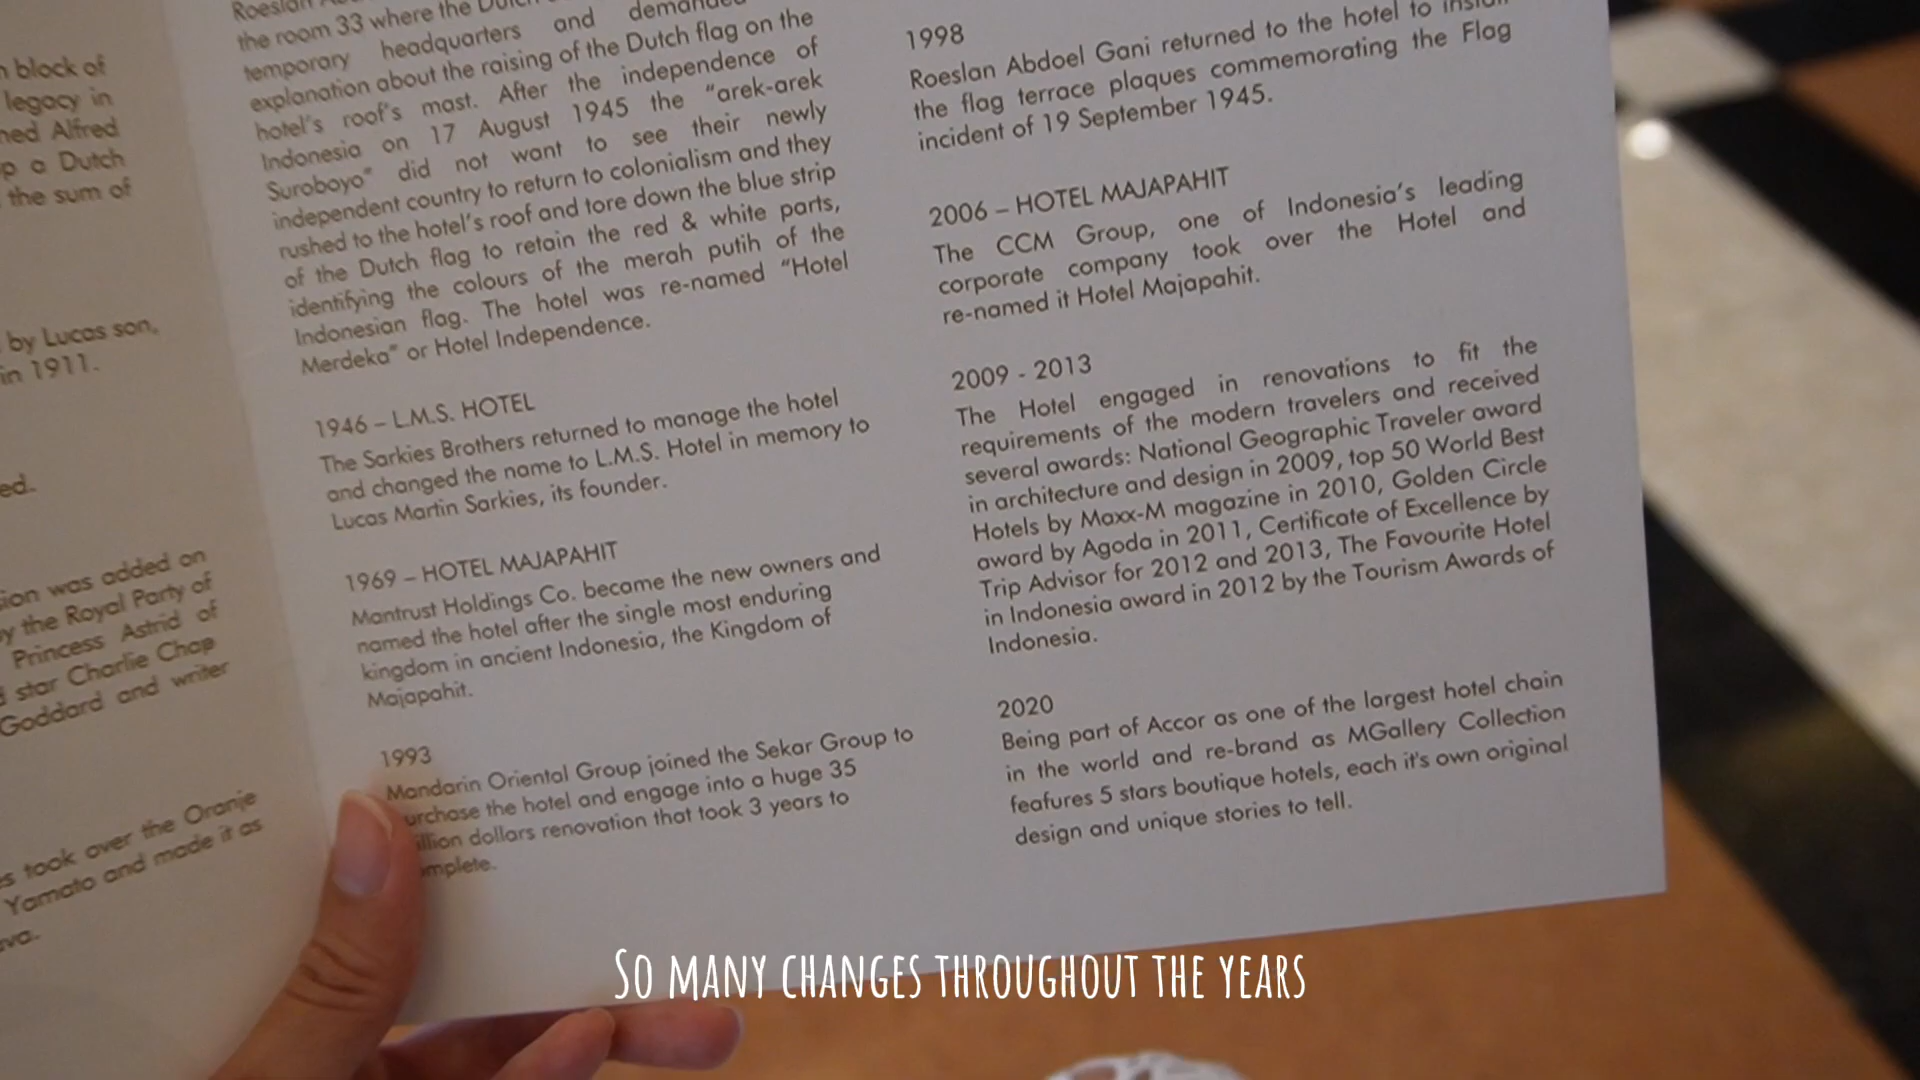 n block of
legacy in
ned Alfred
p a Dutch
the sum of
by Lucas son,
in 1911.
ed.
ion was added on
y the Royal Party of
Princess Astrid of
d star Charlie Chap
Goddard and writer
s took over the Oranje
Yamato and made it as
ava.
Roeslan
the room 33 where the Dutch
temporary headquarters and demanded
explanation about the raising of the Dutch flag on the
hotel's roof's mast. After the independence of
Indonesia on 17 August 1945 the "arek-arek
Suroboyo" did not want to see their newly
independent country to return to colonialism and they
rushed to the hotel's roof and tore down the blue strip
of the Dutch flag to retain the red & white parts,
identifying the colours of the merah putih of the
Indonesian flag. The hotel was re-named "Hotel
Merdeka" or Hotel Independence.
1946 – L.M.S. HOTEL
The Sarkies Brothers returned to manage the hotel
and changed the name to L.M.S. Hotel in memory to
Lucas Martin Sarkies, its founder.
1969 – HOTEL MAJAPAHIT
Mantrust Holdings Co. became the new owners and
named the hotel after the single most enduring
kingdom in ancient Indonesia, the Kingdom of
Majapahit.
1993
Mandarin Oriental Group joined the Sekar Group to
urchase the hotel and engage into a huge 35
illion dollars renovation that took 3 years to
mplete.
1998
Roeslan Abdoel Gani returned to the hotel to install
the flag terrace plaques commemorating the Flag
incident of 19 September 1945.
2006 – HOTEL MAJAPAHIT
The CCM Group, one of Indonesia's leading
corporate company took over the Hotel and
re-named it Hotel Majapahit.
2009 - 2013
The Hotel engaged in renovations to fit the
requirements of the modern travelers and received
several awards: National Geographic Traveler award
in architecture and design in 2009, top 50 World Best
Hotels by Maxx-M magazine in 2010, Golden Circle
award by Agoda in 2011, Certificate of Excellence by
Trip Advisor for 2012 and 2013, The Favourite Hotel
in Indonesia award in 2012 by the Tourism Awards of
Indonesia.
2020
Being part of Accor as one of the largest hotel chain
in the world and re-brand as MGallery Collection
feafures 5 stars boutique hotels, each it's own original
design and unique stories to tell.
So many changes throughout the years